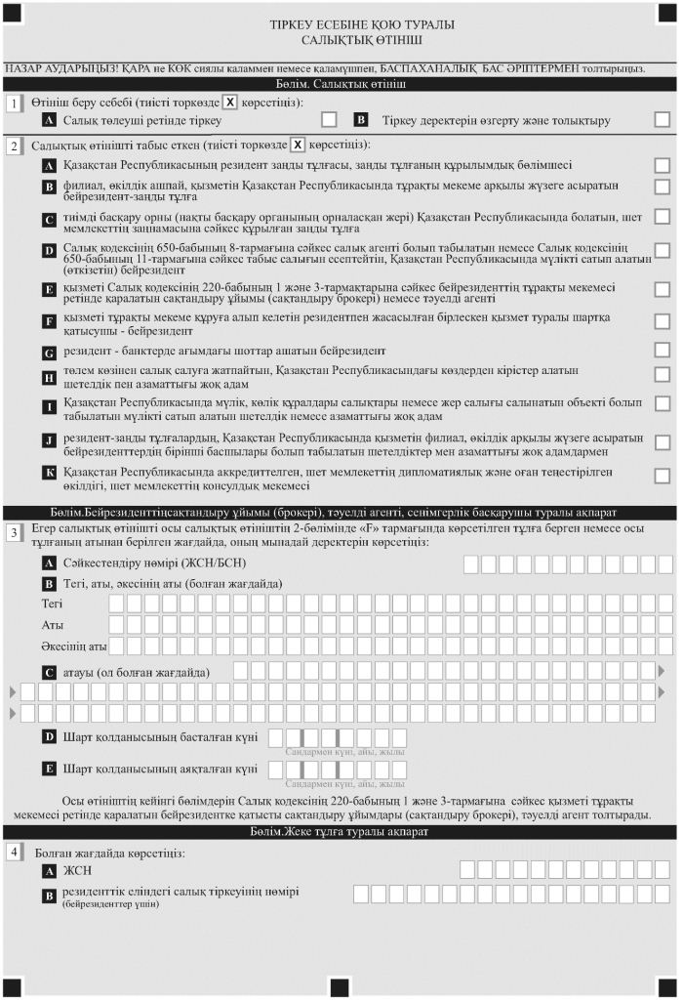 ТІРКЕУ ЕСЕБІНЕ ҚОЮ ТУРАЛЫ
САЛЫҚТЫҚ ӨТІНІШ
НАЗАР АУДАРЫҢЫЗ! ҚАРА не КӨК сиялы қаламмен немесе қаламұшпен, БАСПАХАНАЛЫҚ БАС ӘРІПТЕРМЕН толтырыңыз.
Бөлім. Салықтық өтініш
1 Өтініш беру себебі (тиісті торкөзде X көрсетіңіз):
A Салық төлеуші ретінде тіркеу B Тіркеу деректерін өзгерту және толықтыру
2 Салықтық өтінішті табыс еткен (тиісті торкөзде X көрсетіңіз):
A Қазақстан Республикасының резидент заңды тұлғасы, заңды тұлғаның құрылымдық бөлімшесі
B филиал, өкілдік ашпай, қызметін Қазақстан Республикасында тұрақты мекеме арқылы жүзеге асыратын
бейрезидент-заңды тұлға
C тиімді басқару орны (нақты басқару органының орналасқан жері) Қазақстан Республикасында болатын, шет
мемлекеттің заңнамасына сәйкес құрылған заңды тұлға
D Салық кодексінің 650-бабының 8-тармағына сәйкес салық агенті болып табылатын немесе Салық кодексінің
650-бабының 11-тармағына сәйкес табыс салығын есептейтін, Қазақстан Республикасында мүлікті сатып алатын
(өткізетін) бейрезидент
E қызметі Салық кодексінің 220-бабының 1 және 3-тармақтарына сәйкес бейрезиденттің тұрақты мекемесі
ретінде қаралатын сақтандыру ұйымы (сақтандыру брокері) немесе тәуелді агенті
F қызметі тұрақты мекеме құруға алып келетін резидентпен жасасылған бірлескен қызмет туралы шартқа
қатысушы - бейрезидент
G резидент - банктерде ағымдағы шоттар ашатын бейрезидент
H төлем көзінен салық салуға жатпайтын, Қазақстан Республикасындағы көздерден кірістер алатын
шетелдік пен азаматтығы жоқ адам
I Қазақстан Республикасында мүлік, көлік құралдары салықтары немесе жер салығы салынатын объекті болып
табылатын мүлікті сатып алатын шетелдік немесе азаматтығы жоқ адам
J резидент-заңды тұлғалардың, Қазақстан Республикасында қызметін филиал, өкілдік арқылы жүзеге асыратын
бейрезиденттердің бірінші басшылары болып табылатын шетелдіктер мен азаматтығы жоқ адамдармен
K Қазақстан Республикасында аккредиттелген, шет мемлекеттің дипломатиялық және оған теңестірілген
өкілдігі, шет мемлекеттің консулдық мекемесі
Бөлім.Бейрезиденттіңсақтандыру ұйымы (брокері), тәуелді агенті, сенімгерлік басқарушы туралы ақпарат
3 Егер салықтық өтінішті осы салықтық өтініштің 2-бөлімінде «F» тармағында көрсетілген тұлға берген немесе осы
тұлғаның атынан берілген жағдайда, оның мынадай деректерін көрсетіңіз:
A Сәйкестендіру нөмірі (ЖСН/БСН)
B Тегі, аты, әкесінің аты (болған жағдайда)
Тегі
Аты
Әкесінің аты
C атауы (ол болған жағдайда)
D Шарт қолданысының басталған күні
Сандармен күні, айы, жылы
E Шарт қолданысының аяқталған күні
Сандармен күні, айы, жылы
Осы өтініштің кейінгі бөлімдерін Салық кодексінің 220-бабының 1 және 3-тармағына сәйкес қызметі тұрақты
мекемесі ретінде қаралатын бейрезидентке қатысты сақтандыру ұйымдары (сақтандыру брокері), тәуелді агент толтырады.
Бөлім.Жеке тұлға туралы ақпарат
4 Болған жағдайда көрсетіңіз:
A ЖСН
B резиденттік еліндегі салық тіркеуінің нөмірі
(бейрезиденттер үшін)